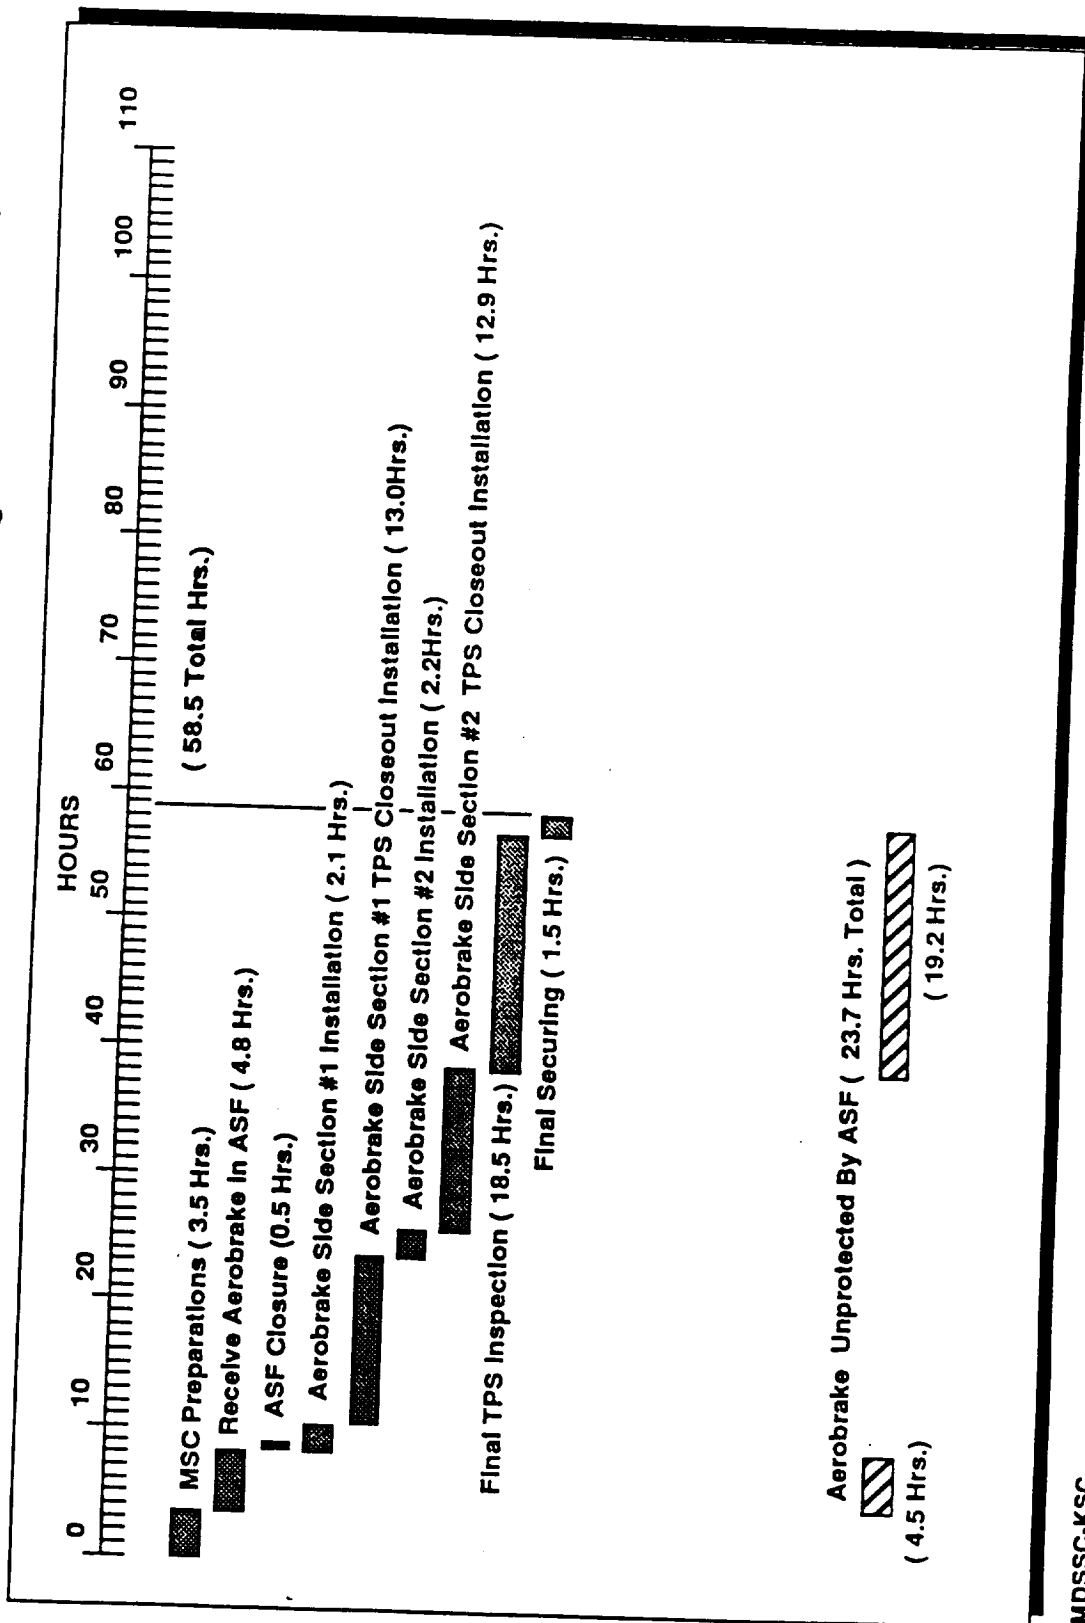 HOURS
0 10 20 30 40 50 60 70 80 90 100 110
( 58.5 Total Hrs.)
MSC Preparations ( 3.5 Hrs.)
Receive Aerobrake In ASF ( 4.8 Hrs.)
ASF Closure (0.5 Hrs.)
Aerobrake Side Section #1 Installation ( 2.1 Hrs.)
Aerobrake Side Section #1 TPS Closeout Installation ( 13.0Hrs.)
Aerobrake Side Section #2 Installation ( 2.2Hrs.)
Aerobrake Side Section #2 TPS Closeout Installation ( 12.9 Hrs.)
Final TPS Inspection ( 18.5 Hrs.)
Final Securing ( 1.5 Hrs.)
Aerobrake Unprotected By ASF ( 23.7 Hrs. Total )
( 4.5 Hrs.)
( 19.2 Hrs.)
MDSSC-KSC